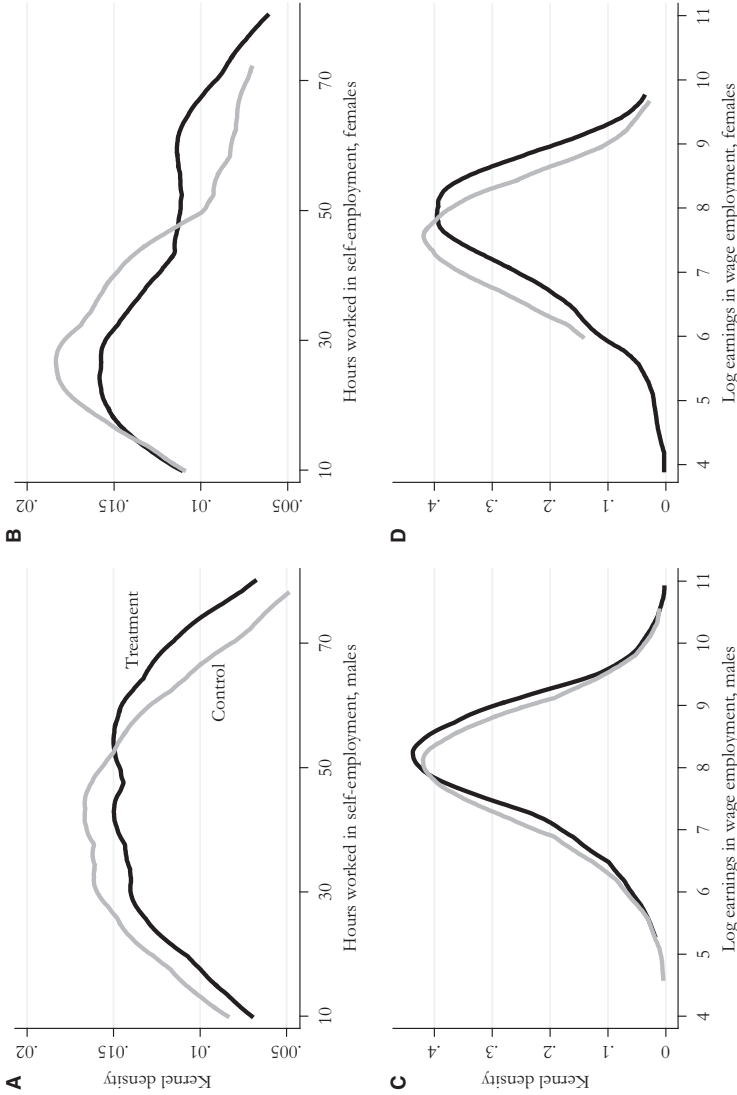 A
B
Kernel density
.02
.015
.01
.005
Treatment
Control
10 30 50 70
Hours worked in self-employment, males
.02
.015
.01
.005
10 30 50 70
Hours worked in self-employment, females
C
D
Kernel density
.4
.3
.2
.1
0
4 5 6 7 8 9 10 11
Log earnings in wage employment, males
.4
.3
.2
.1
0
4 5 6 7 8 9 10 11
Log earnings in wage employment, females